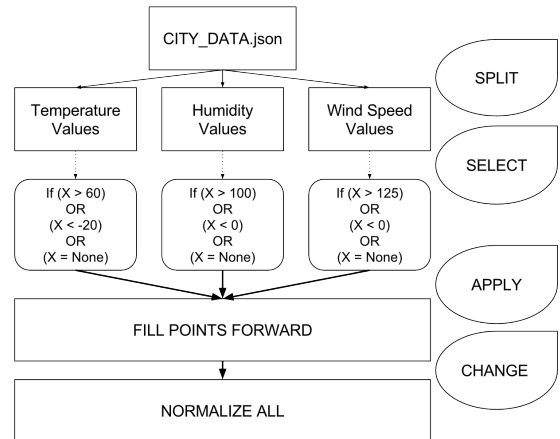 CITY_DATA.json
SPLIT
Temperature
Values
Humidity
Values
Wind Speed
Values
SELECT
If (X > 60)
OR
(X < -20)
OR
(X = None)
If (X > 100)
OR
(X < 0)
OR
(X = None)
If (X > 125)
OR
(X < 0)
OR
(X = None)
APPLY
FILL POINTS FORWARD
CHANGE
NORMALIZE ALL